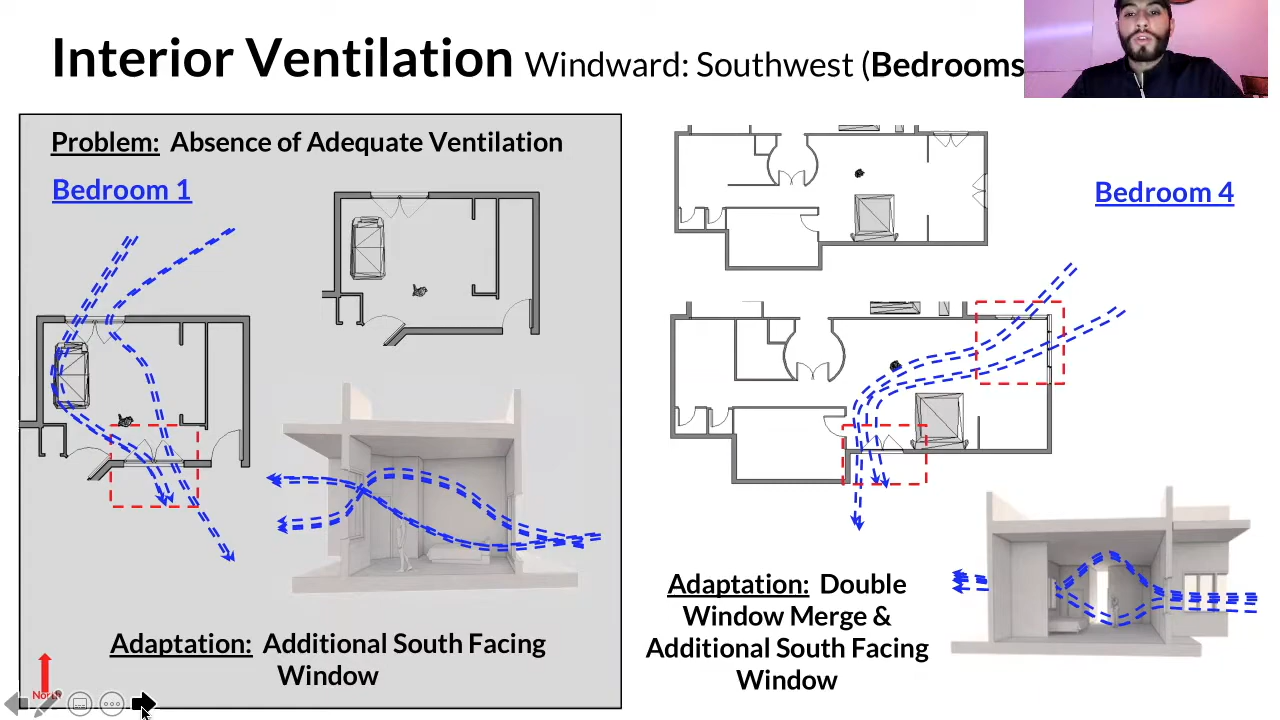 Interior Ventilation Windward: Southwest (Bedrooms
Problem: Absence of Adequate Ventilation
Bedroom 1
Adaptation: Additional South Facing
Window
North
Bedroom 4
Adaptation: Double
Window Merge &
Additional South Facing
Window